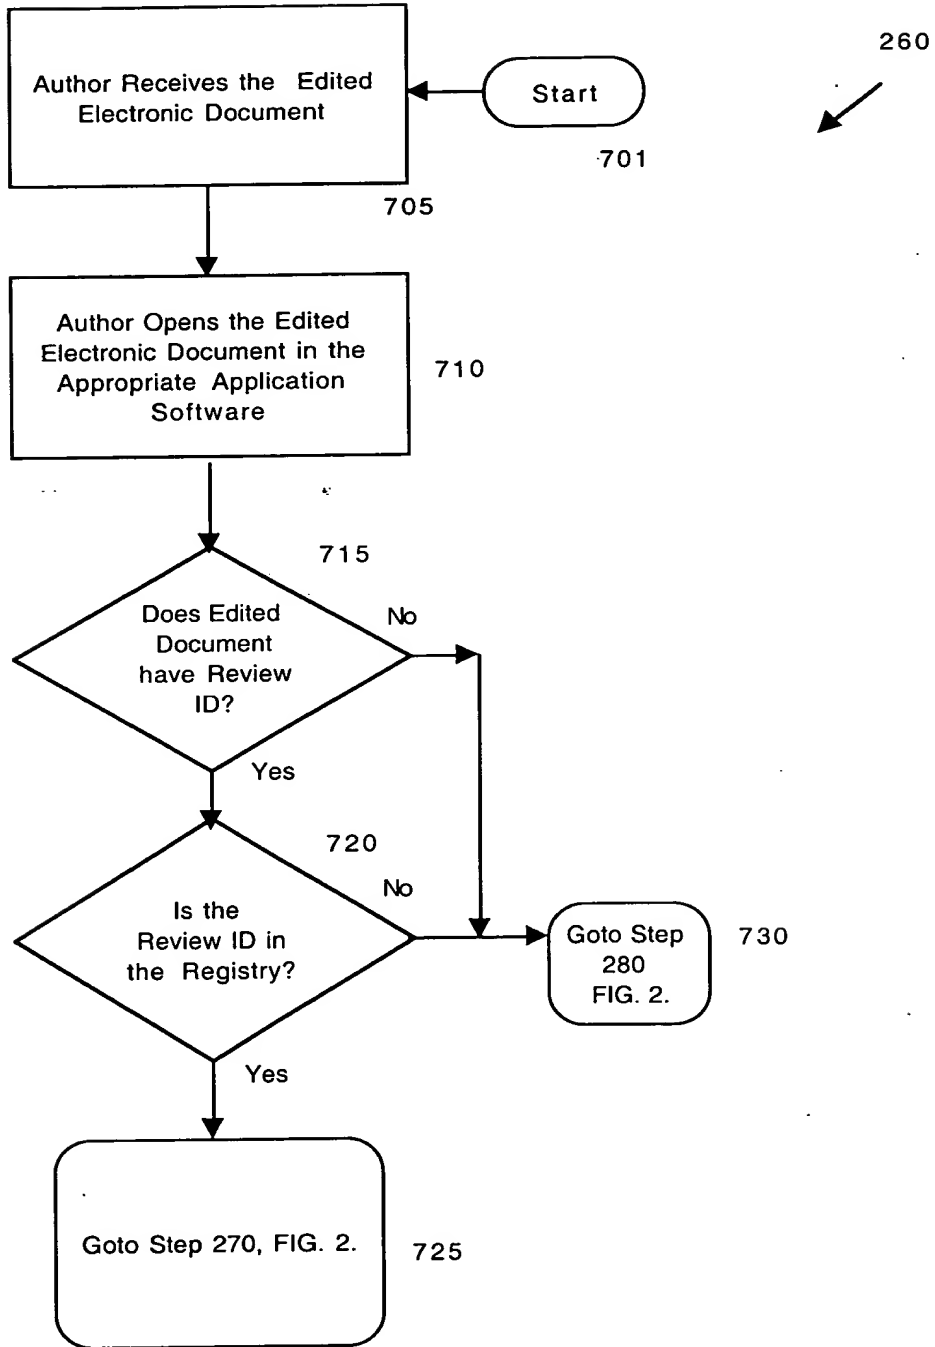 260
Start
701
Author Receives the Edited
Electronic Document
705
Author Opens the Edited
Electronic Document in the
Appropriate Application
Software
710
715
Does Edited
Document
have Review
ID?
No
Yes
720
Is the
Review ID in
the Registry?
No
Goto Step
280
FIG. 2.
730
Yes
Goto Step 270, FIG. 2.
725